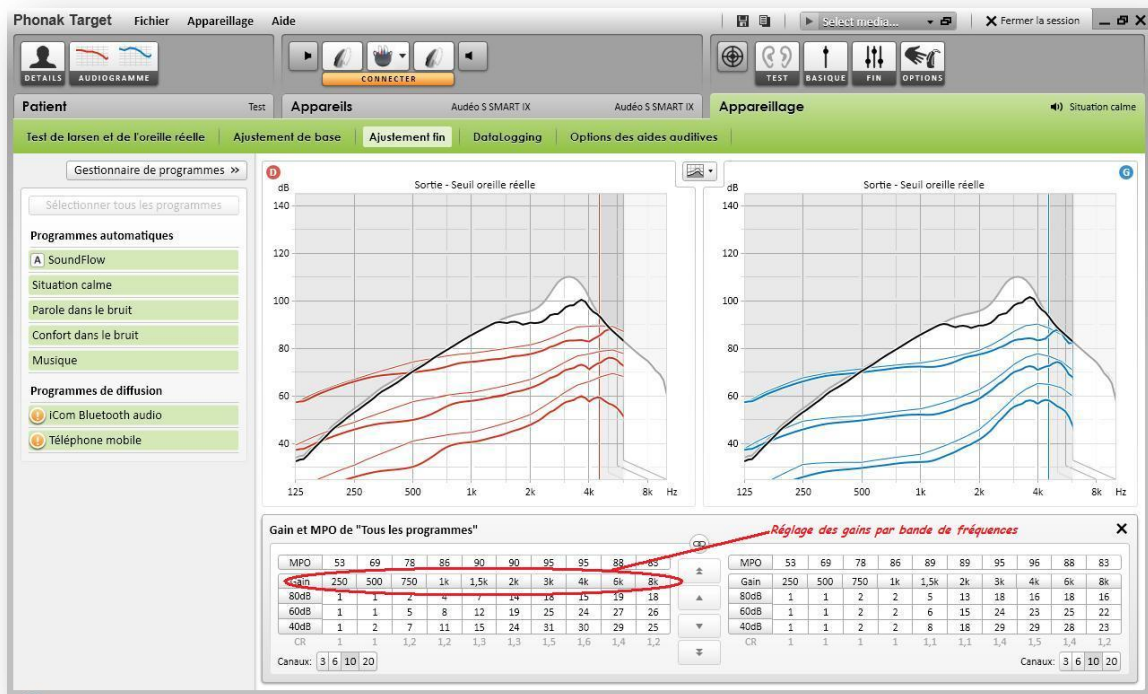 Phonak Target Fichier Appareillage Aide Select media... Fermer la session
DETAILS AUDIOGRAMME CONNECTER TEST BASIQUE FIN OPTIONS
Patient Test Appareils Audéo S SMART IX Audéo S SMART IX Appareillage Situation calme
Test de larsen et de l'oreille réelle Ajustement de base Ajustement fin DataLogging Options des aides auditives
Gestionnaire de programmes »
Sélectionner tous les programmes
Programmes automatiques
A SoundFlow
Situation calme
Parole dans le bruit
Confort dans le bruit
Musique
Programmes de diffusion
iCom Bluetooth audio
Téléphone mobile
D
dB Sortie - Seuil oreille réelle
140
120
100
80
60
40
125 250 500 1k 2k 4k 8k Hz
G
dB Sortie - Seuil oreille réelle
140
120
100
80
60
40
125 250 500 1k 2k 4k 8k Hz
Gain et MPO de "Tous les programmes" Réglage des gains par bande de fréquences
MPO 53 69 78 86 90 90 95 95 88 85
Gain 250 500 750 1k 1,5k 2k 3k 4k 6k 8k
80dB 1 1 2 4 7 14 18 15 19 18
60dB 1 1 5 8 12 19 25 24 27 26
40dB 1 2 7 11 15 24 31 30 29 25
CR 1 1 1,2 1,2 1,3 1,3 1,5 1,6 1,4 1,2
Canaux: 3 6 10 20
MPO 53 69 78 86 89 89 95 96 88 83
Gain 250 500 750 1k 1,5k 2k 3k 4k 6k 8k
80dB 1 1 2 2 5 13 18 16 18 16
60dB 1 1 2 2 6 15 24 23 25 22
40dB 1 1 2 2 8 18 29 29 28 23
CR 1 1 1 1 1,1 1,1 1,4 1,5 1,4 1,2
Canaux: 3 6 10 20